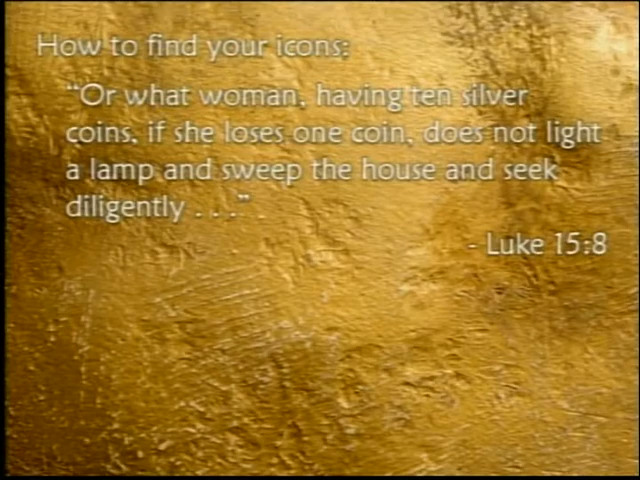 How to find your icons:
“Or what woman, having ten silver
coins, if she loses one coin, does not light
a lamp and sweep the house and seek
diligently . . .”
- Luke 15:8